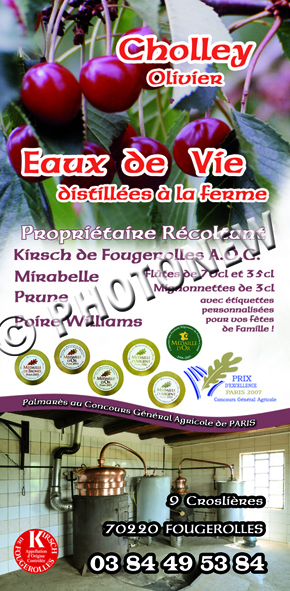 Cholley
Olivier
Eaux de Vie
distillées à la ferme
Propriétaire Récoltant
Kirsch de Fougerolles A.O.C.
Mirabelle
Prune
Poire Williams
Flûtes de 70cl et 35cl
Mignonnettes de 3cl
avec étiquettes
personnalisées
pour vos fêtes
de Famille !
© PHOTONOW
MEDAILLE
D'OR
PRIX
D'EXCELLENCE
PARIS 2007
Concours Général Agricole
Palmarès au Concours Général Agricole de PARIS
9 Croslières
70220 FOUGEROLLES
03 84 49 53 84
KIRSCH
DE FOUGEROLLES
Appellation
d'Origine
Contrôlée